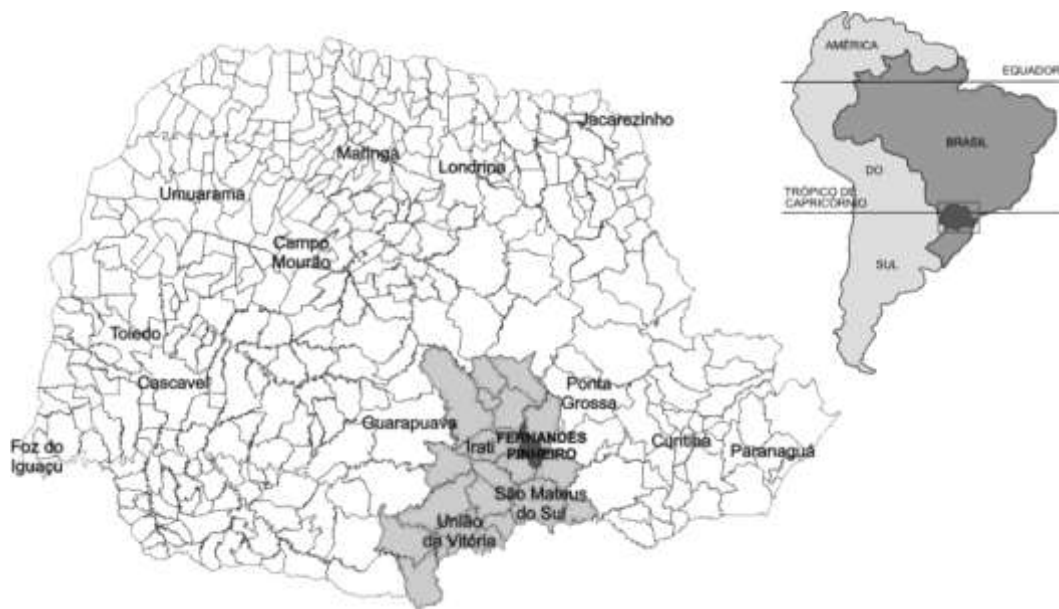 Jacarezinho
Maringá
Londrina
Umuarama
Campo
Mourão
Toledo
Cascavel
Ponta
Grossa
Guarapuava
FERNANDES
PINHEIRO
Irati
Curitiba
Paranaguá
Foz do
Iguaçú
São Mateus
do Sul
União
da Vitória
AMÉRICA
EQUADOR
BRASIL
DO
TRÓPICO DE
CAPRICÓRNIO
SUL